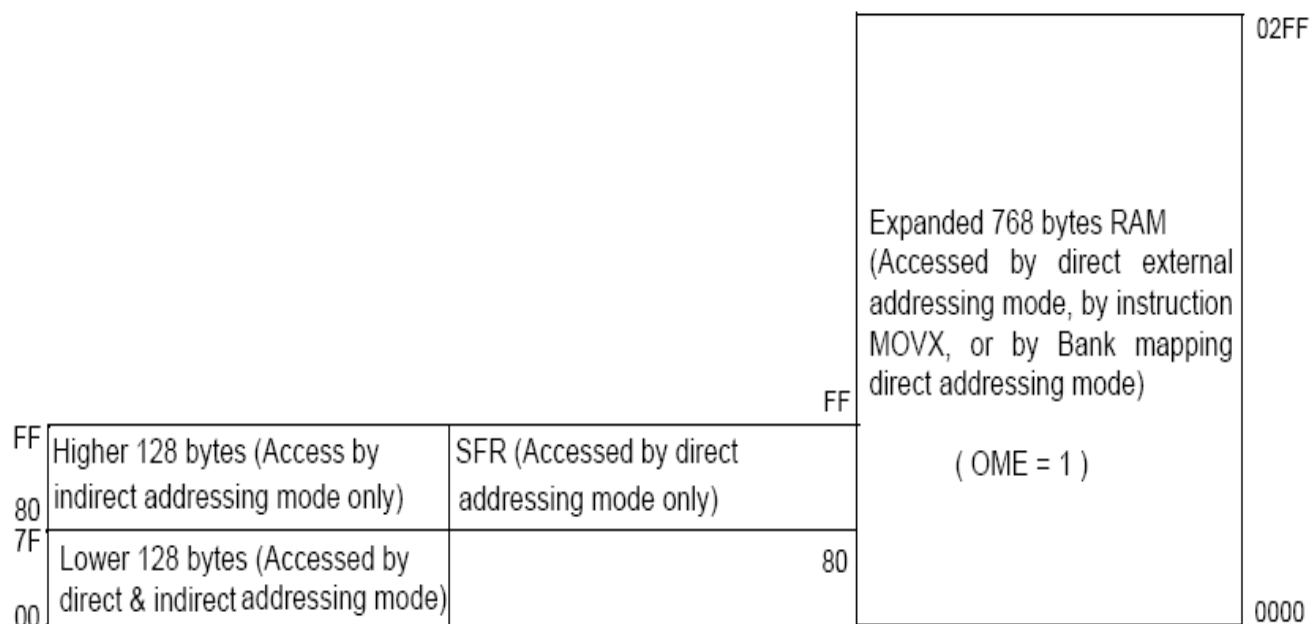 02FF
Expanded 768 bytes RAM
(Accessed by direct external
addressing mode, by instruction
MOVX, or by Bank mapping
direct addressing mode)
( OME = 1 )
0000
FF
FF
80
Higher 128 bytes (Access by
indirect addressing mode only)
SFR (Accessed by direct
addressing mode only)
7F
00
Lower 128 bytes (Accessed by
direct & indirect addressing mode)
80